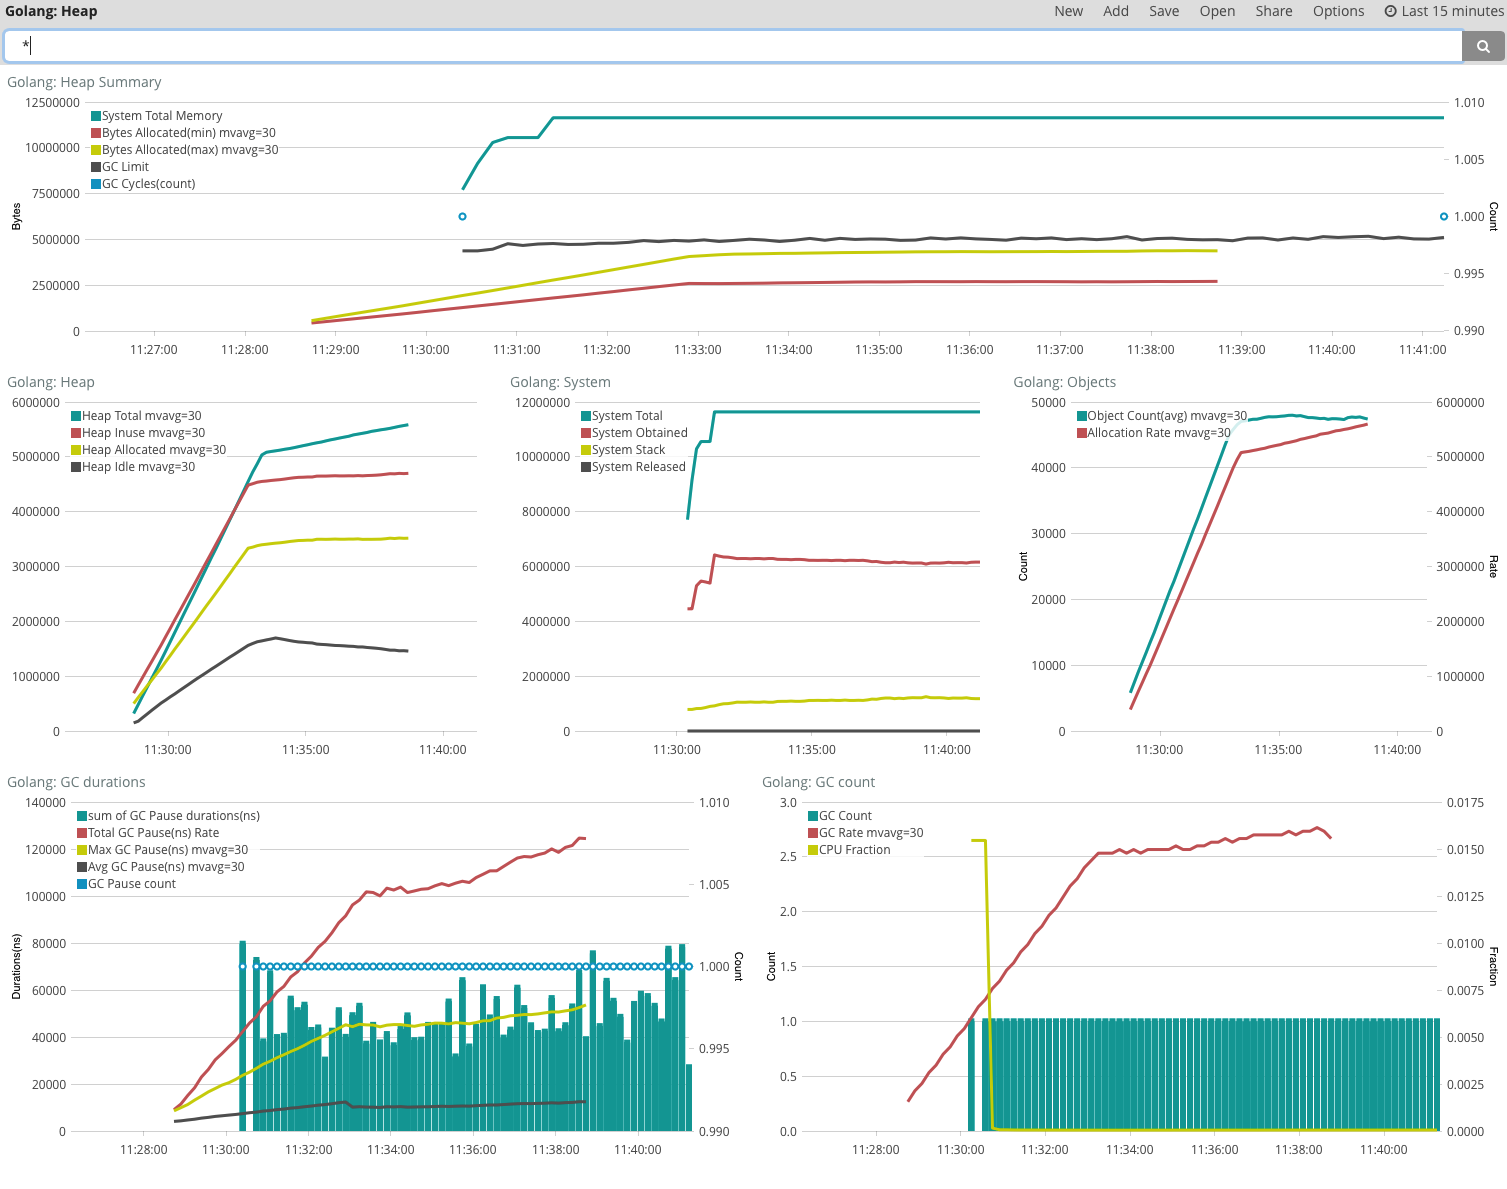 Golang: Heap
New Add Save Open Share Options Last 15 minutes
*
Golang: Heap Summary
12500000
10000000
7500000
5000000
2500000
0
Bytes
System Total Memory
Bytes Allocated(min) mvavg=30
Bytes Allocated(max) mvavg=30
GC Limit
GC Cycles(count)
1.010
1.005
1.000
0.995
0.990
Count
11:27:00 11:28:00 11:29:00 11:30:00 11:31:00 11:32:00 11:33:00 11:34:00 11:35:00 11:36:00 11:37:00 11:38:00 11:39:00 11:40:00 11:41:00
Golang: Heap
6000000
5000000
4000000
3000000
2000000
1000000
0
Heap Total mvavg=30
Heap Inuse mvavg=30
Heap Allocated mvavg=30
Heap Idle mvavg=30
11:30:00 11:35:00 11:40:00
Golang: System
12000000
10000000
8000000
6000000
4000000
2000000
0
System Total
System Obtained
System Stack
System Released
11:30:00 11:35:00 11:40:00
Golang: Objects
50000
40000
30000
20000
10000
0
Count
Object Count(avg) mvavg=30
Allocation Rate mvavg=30
6000000
5000000
4000000
3000000
2000000
1000000
0
Rate
11:30:00 11:35:00 11:40:00
Golang: GC durations
140000
120000
100000
80000
60000
40000
20000
0
Durations(ns)
sum of GC Pause durations(ns)
Total GC Pause(ns) Rate
Max GC Pause(ns) mvavg=30
Avg GC Pause(ns) mvavg=30
GC Pause count
1.010
1.005
1.000
0.995
0.990
Count
11:28:00 11:30:00 11:32:00 11:34:00 11:36:00 11:38:00 11:40:00
Golang: GC count
3.0
2.5
2.0
1.5
1.0
0.5
0.0
Count
GC Count
GC Rate mvavg=30
CPU Fraction
0.0175
0.0150
0.0125
0.0100
0.0075
0.0050
0.0025
0.0000
Fraction
11:28:00 11:30:00 11:32:00 11:34:00 11:36:00 11:38:00 11:40:00